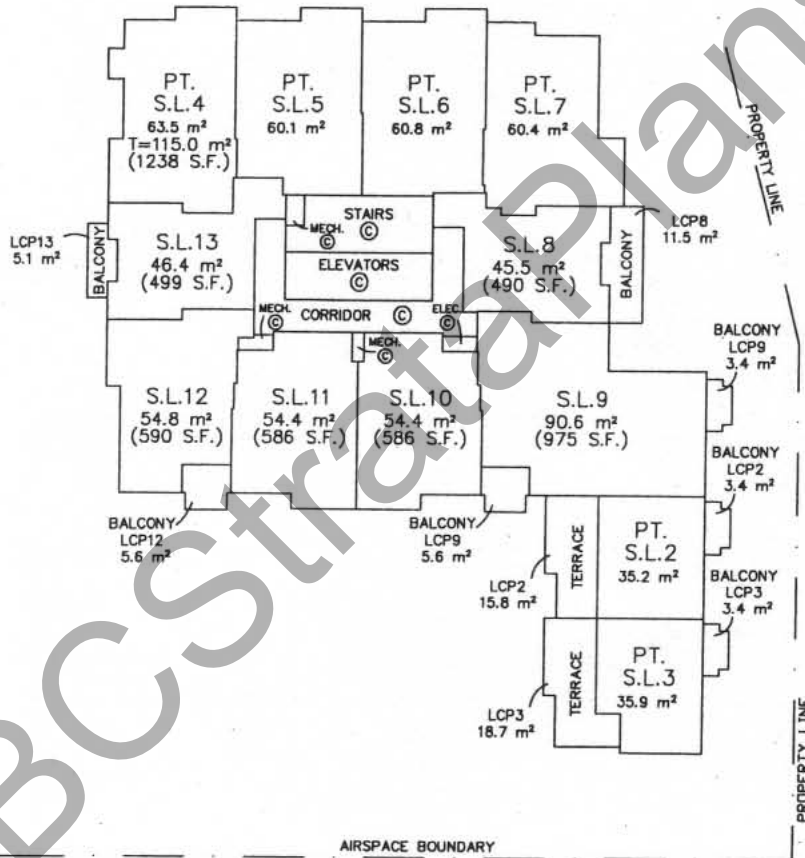 PT.
S.L.4
63.5 m²
T=115.0 m²
(1238 S.F.)
PT.
S.L.5
60.1 m²
PT.
S.L.6
60.8 m²
PT.
S.L.7
60.4 m²
PROPERTY LINE
LCP13
5.1 m²
BALCONY
S.L.13
46.4 m²
(499 S.F.)
STAIRS
C
MECH.
C
ELEVATORS
C
S.L.8
45.5 m²
(490 S.F.)
BALCONY
LCP8
11.5 m²
MECH.
C
CORRIDOR
C
ELEC.
C
MECH.
C
S.L.12
54.8 m²
(590 S.F.)
S.L.11
54.4 m²
(586 S.F.)
S.L.10
54.4 m²
(586 S.F.)
S.L.9
90.6 m²
(975 S.F.)
BALCONY
LCP9
3.4 m²
BALCONY
LCP2
3.4 m²
BALCONY
LCP12
5.6 m²
BALCONY
LCP9
5.6 m²
LCP2
15.8 m²
TERRACE
PT.
S.L.2
35.2 m²
BALCONY
LCP3
3.4 m²
LCP3
18.7 m²
TERRACE
PT.
S.L.3
35.9 m²
PROPERTY LINE
AIRSPACE BOUNDARY
BCStrataPlan